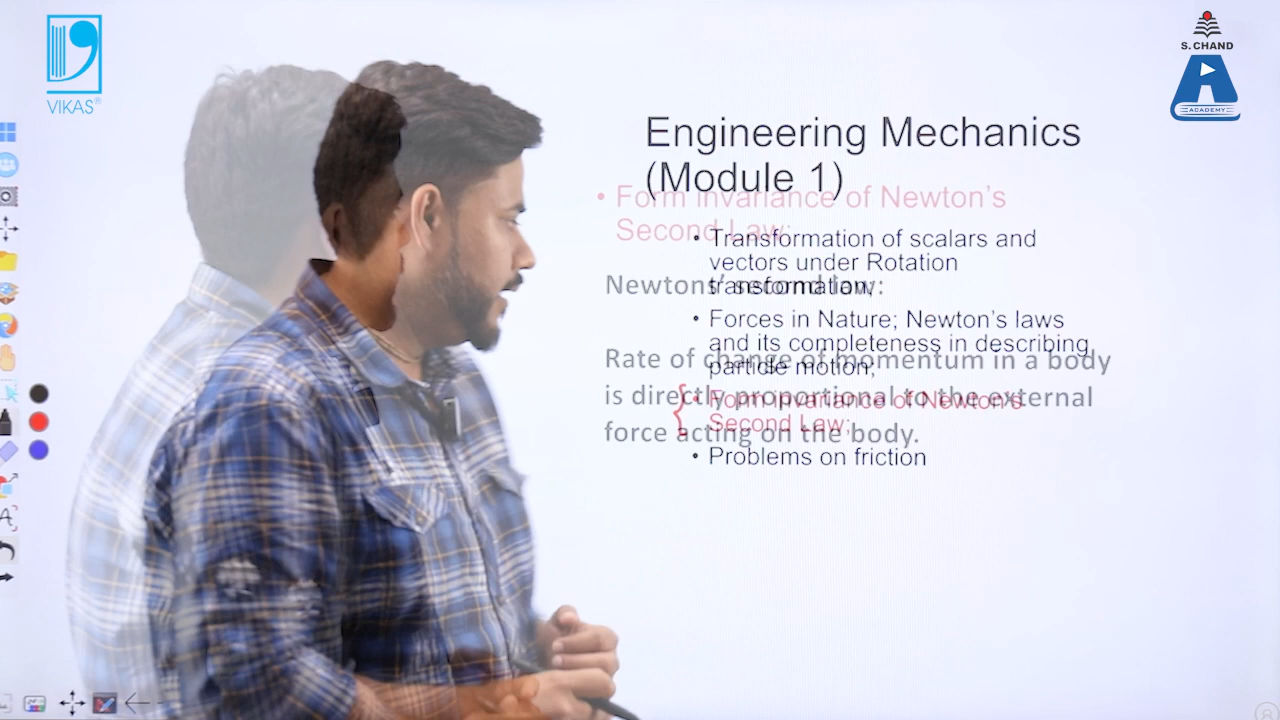 VIKAS®
S. CHAND
ACADEMY
Engineering Mechanics
(Module 1)
• Transformation of scalars and
vectors under Rotation
transformation;
• Forces in Nature; Newton's laws
and its completeness in describing
particle motion;
• Form invariance of Newton's
Second Law;
• Problems on friction
• Form invariance of Newton's
Second Law:
Newtons' second law:
Rate of change of momentum in a body
is directly proportional to the external
force acting on the body.